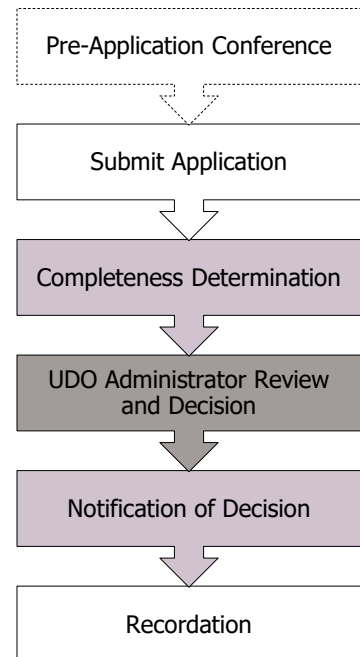 Pre-Application Conference
Submit Application
Completeness Determination
UDO Administrator Review
and Decision
Notification of Decision
Recordation